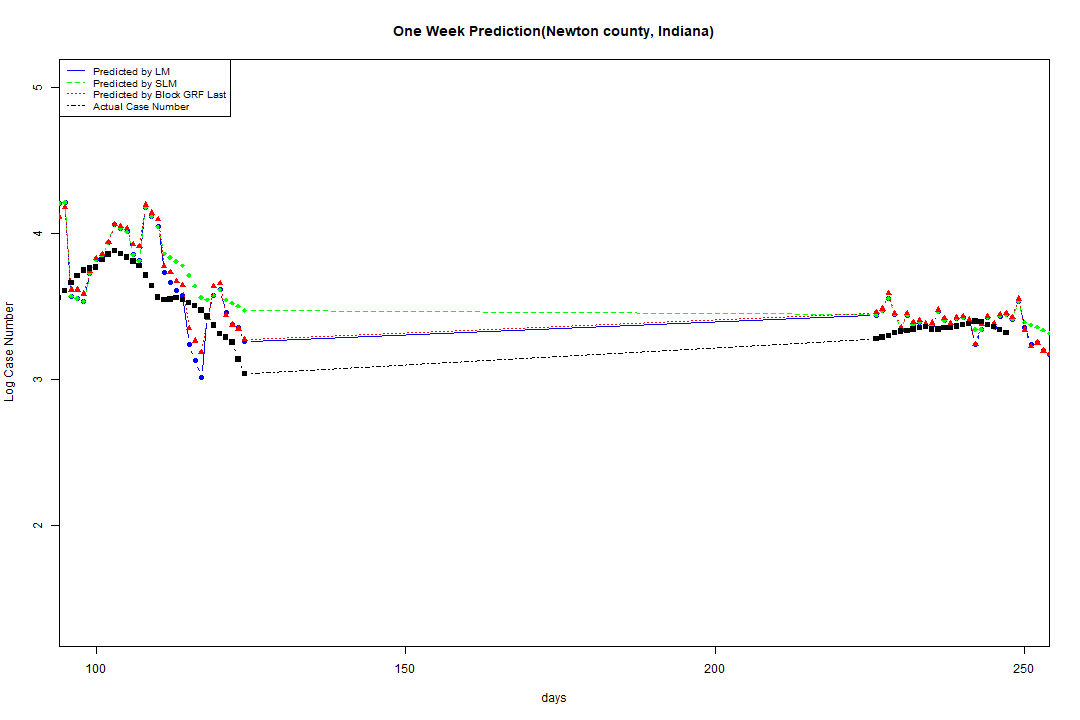 One Week Prediction(Newton county, Indiana)
Predicted by LM
Predicted by SLM
Predicted by Block GRF Last
Actual Case Number
5
4
3
2
Log Case Number
100 150 200 250
days